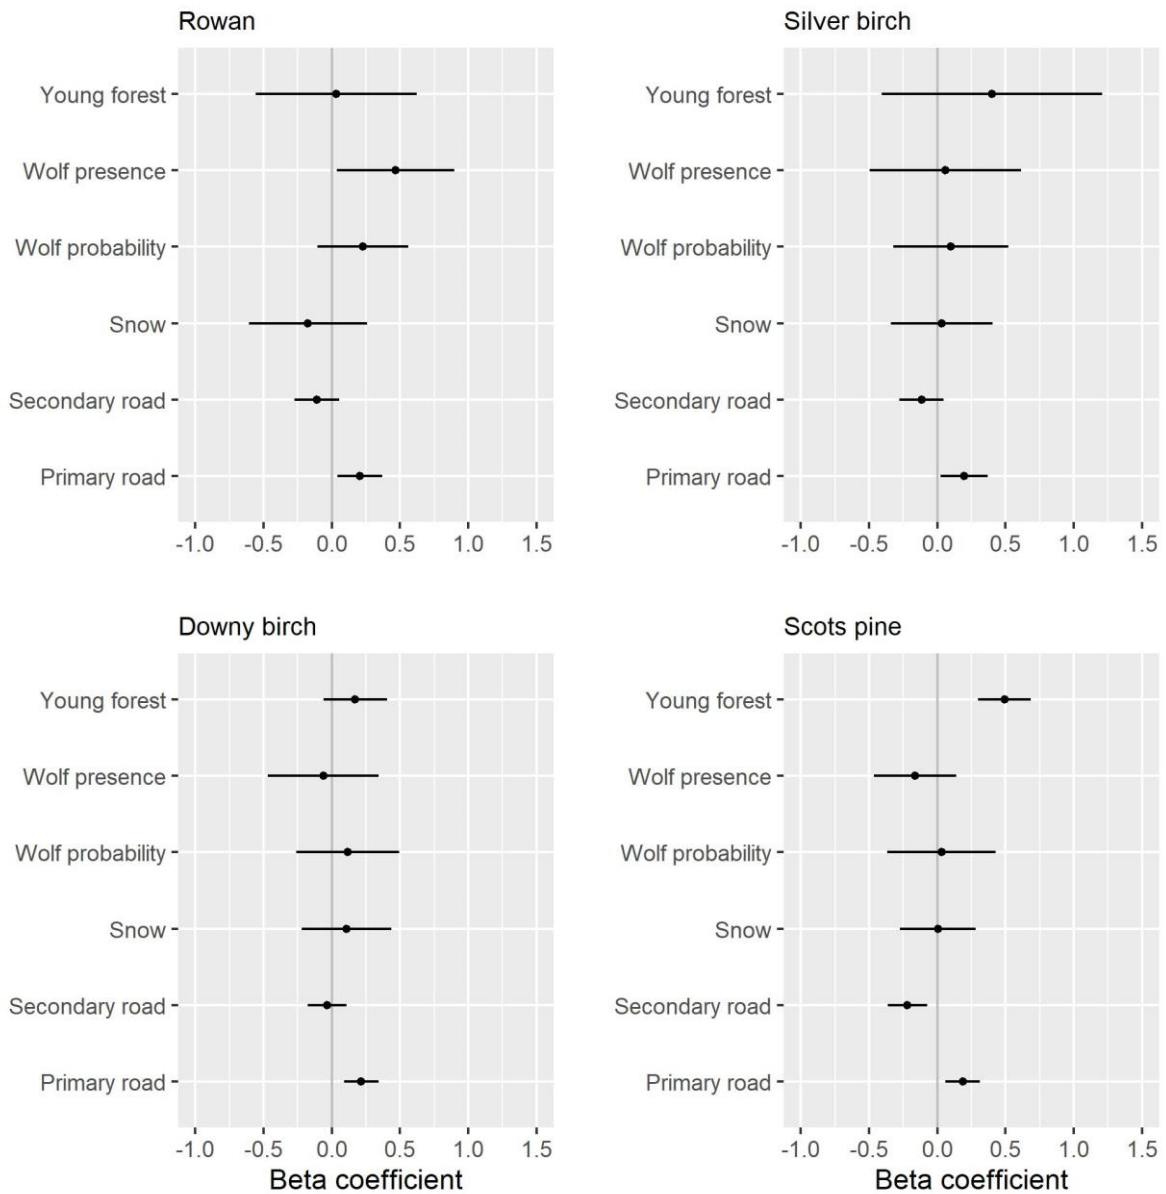 Rowan
Young forest
Wolf presence
Wolf probability
Snow
Secondary road
Primary road
-1.0 -0.5 0.0 0.5 1.0 1.5
Silver birch
Young forest
Wolf presence
Wolf probability
Snow
Secondary road
Primary road
-1.0 -0.5 0.0 0.5 1.0 1.5
Downy birch
Young forest
Wolf presence
Wolf probability
Snow
Secondary road
Primary road
-1.0 -0.5 0.0 0.5 1.0 1.5
Beta coefficient
Scots pine
Young forest
Wolf presence
Wolf probability
Snow
Secondary road
Primary road
-1.0 -0.5 0.0 0.5 1.0 1.5
Beta coefficient